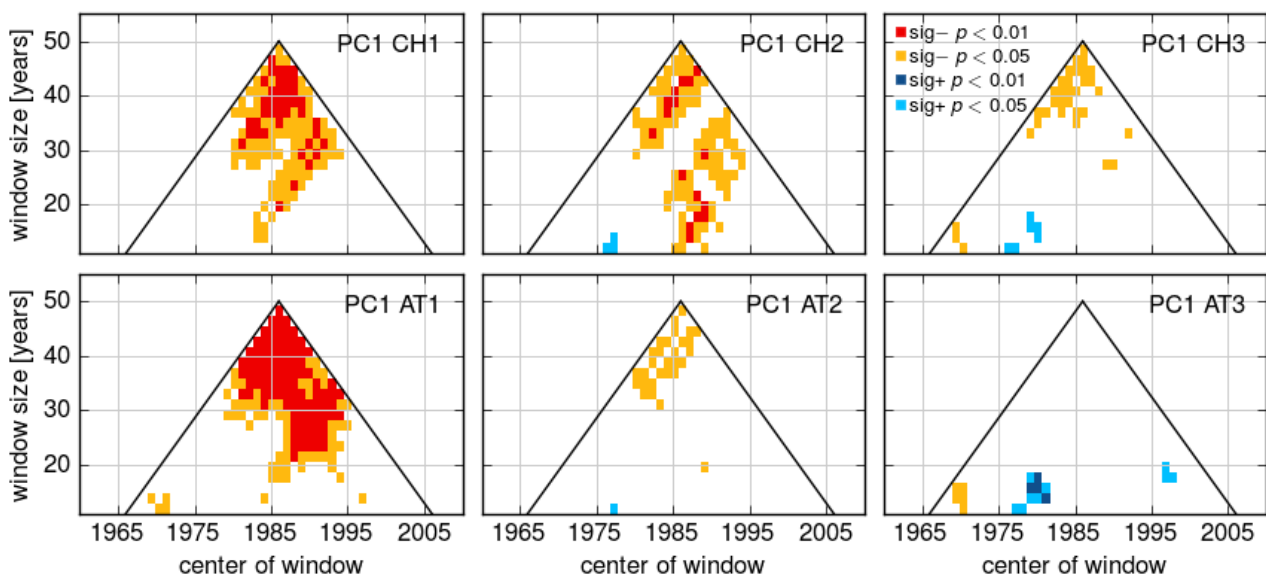 PC1 CH1
PC1 CH2
PC1 CH3
sig− p < 0.01
sig− p < 0.05
sig+ p < 0.01
sig+ p < 0.05
window size [years]
50
40
30
20
PC1 AT1
PC1 AT2
PC1 AT3
window size [years]
50
40
30
20
1965 1975 1985 1995 2005
1965 1975 1985 1995 2005
1965 1975 1985 1995 2005
center of window
center of window
center of window